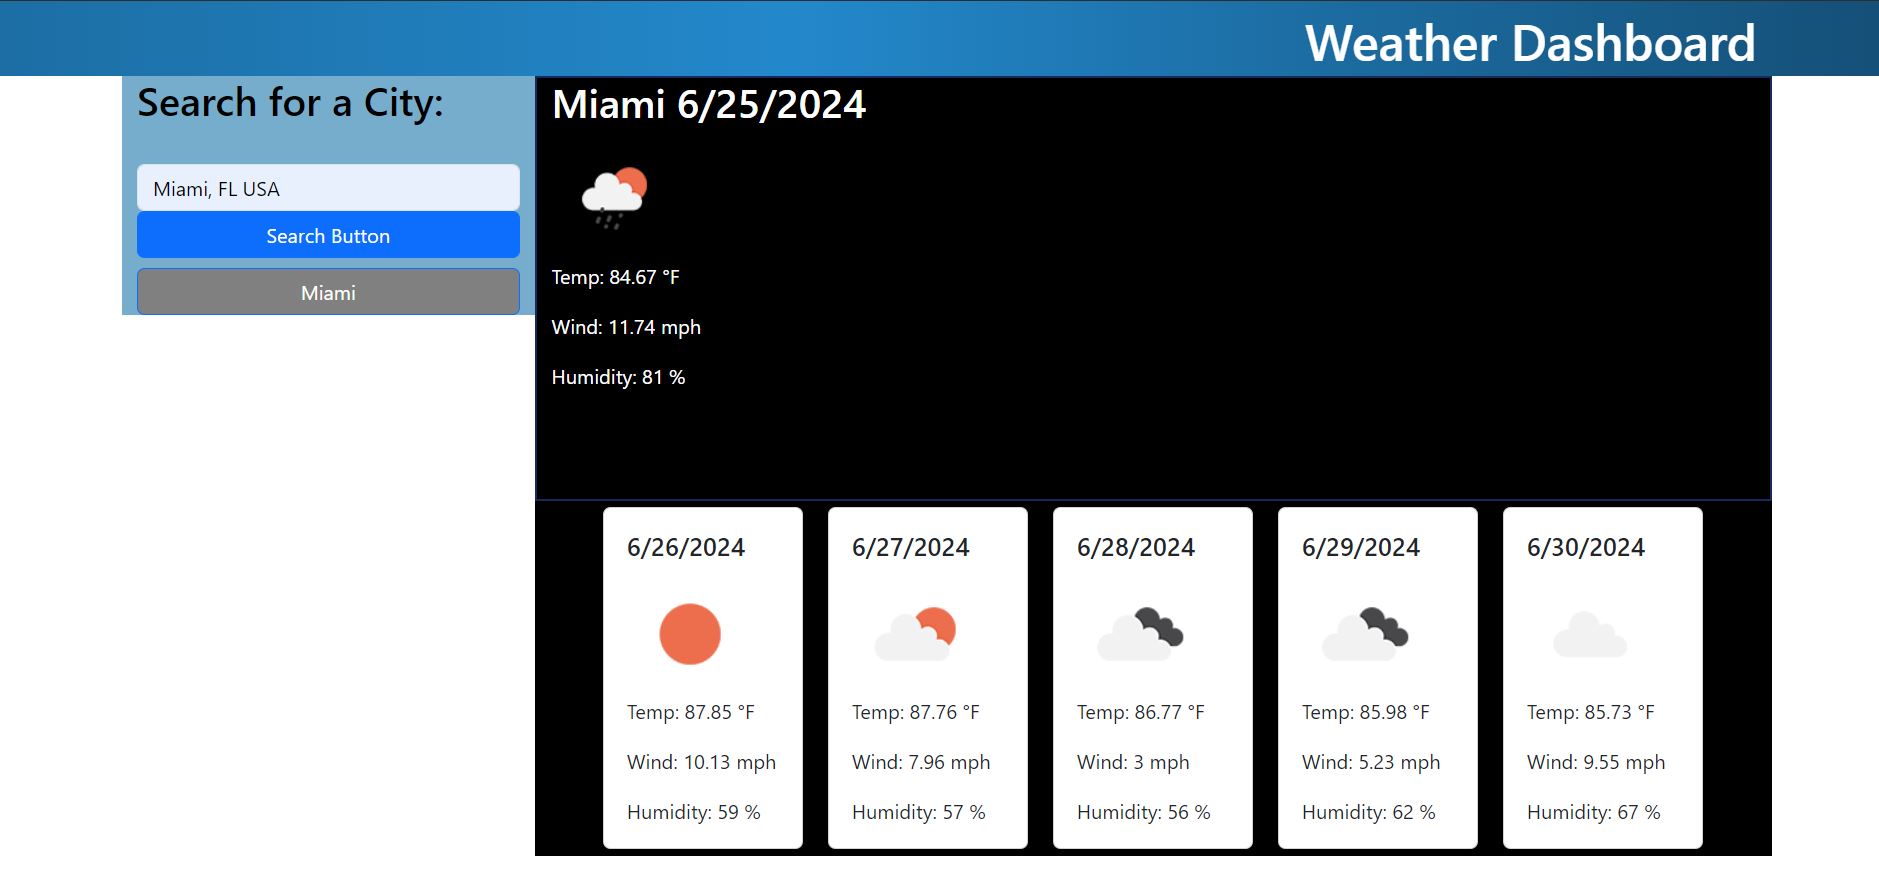 Weather Dashboard
Search for a City:
Miami, FL USA
Search Button
Miami
Miami 6/25/2024
Temp: 84.67 °F
Wind: 11.74 mph
Humidity: 81 %
6/26/2024
Temp: 87.85 °F
Wind: 10.13 mph
Humidity: 59 %
6/27/2024
Temp: 87.76 °F
Wind: 7.96 mph
Humidity: 57 %
6/28/2024
Temp: 86.77 °F
Wind: 3 mph
Humidity: 56 %
6/29/2024
Temp: 85.98 °F
Wind: 5.23 mph
Humidity: 62 %
6/30/2024
Temp: 85.73 °F
Wind: 9.55 mph
Humidity: 67 %